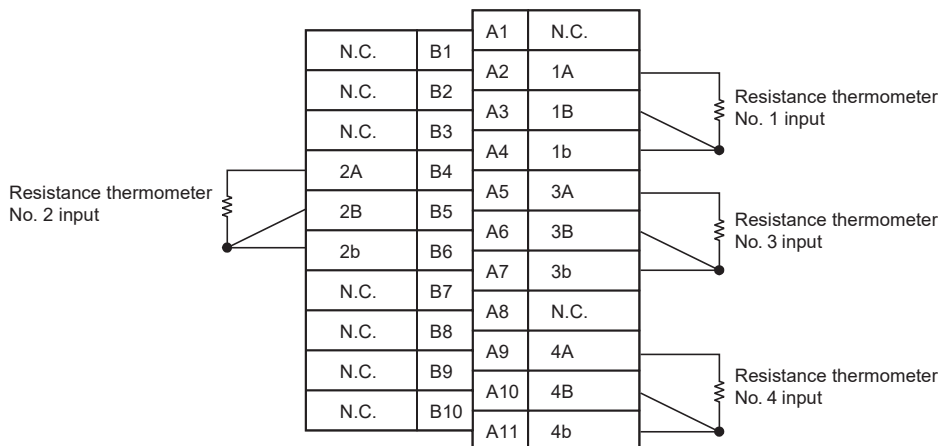 A1 N.C.
N.C. B1
A2 1A
N.C. B2
A3 1B
N.C. B3
A4 1b
2A B4
A5 3A
2B B5
A6 3B
2b B6
A7 3b
N.C. B7
A8 N.C.
N.C. B8
A9 4A
N.C. B9
A10 4B
N.C. B10
A11 4b
Resistance thermometer
No. 1 input
Resistance thermometer
No. 2 input
Resistance thermometer
No. 3 input
Resistance thermometer
No. 4 input